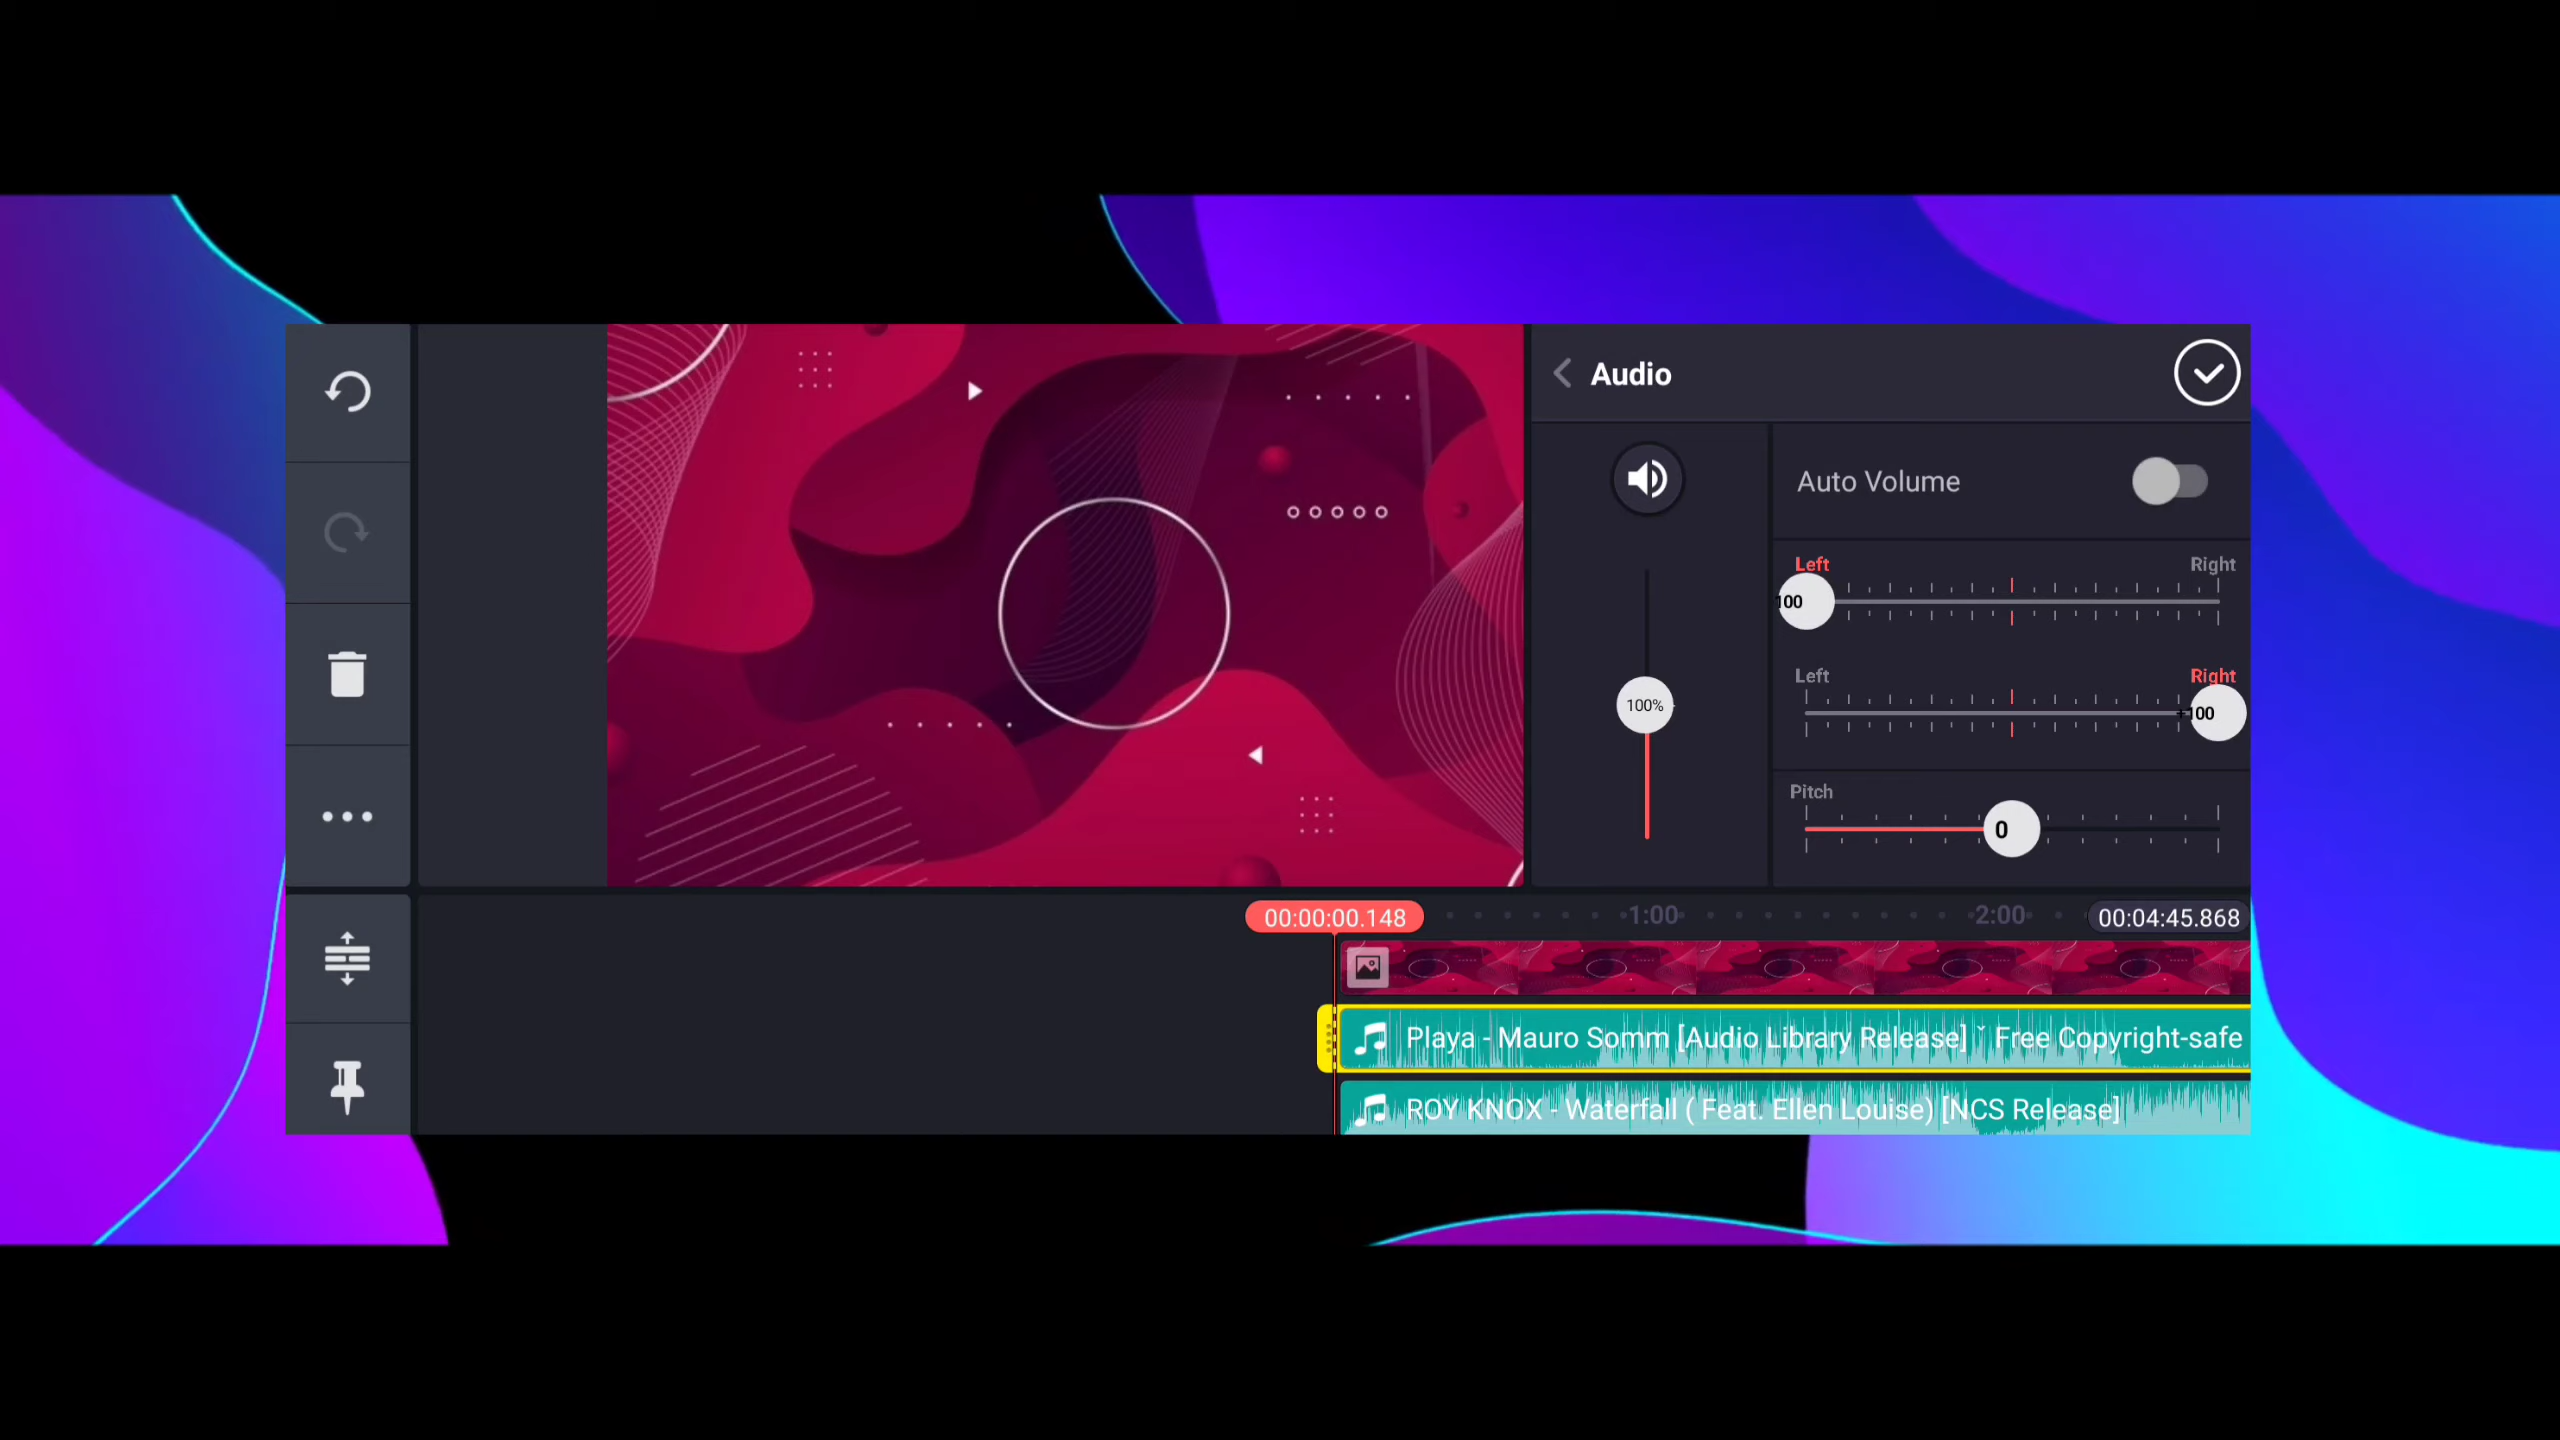 Audio
Auto Volume
Left Right
100
100%
Left Right
+100
Pitch
0
00:00:00.148 1:00 2:00 00:04:45.868
Playa - Mauro Somm [Audio Library Release] ˇ Free Copyright-safe
ROY KNOX - Waterfall ( Feat. Ellen Louise) [NCS Release]